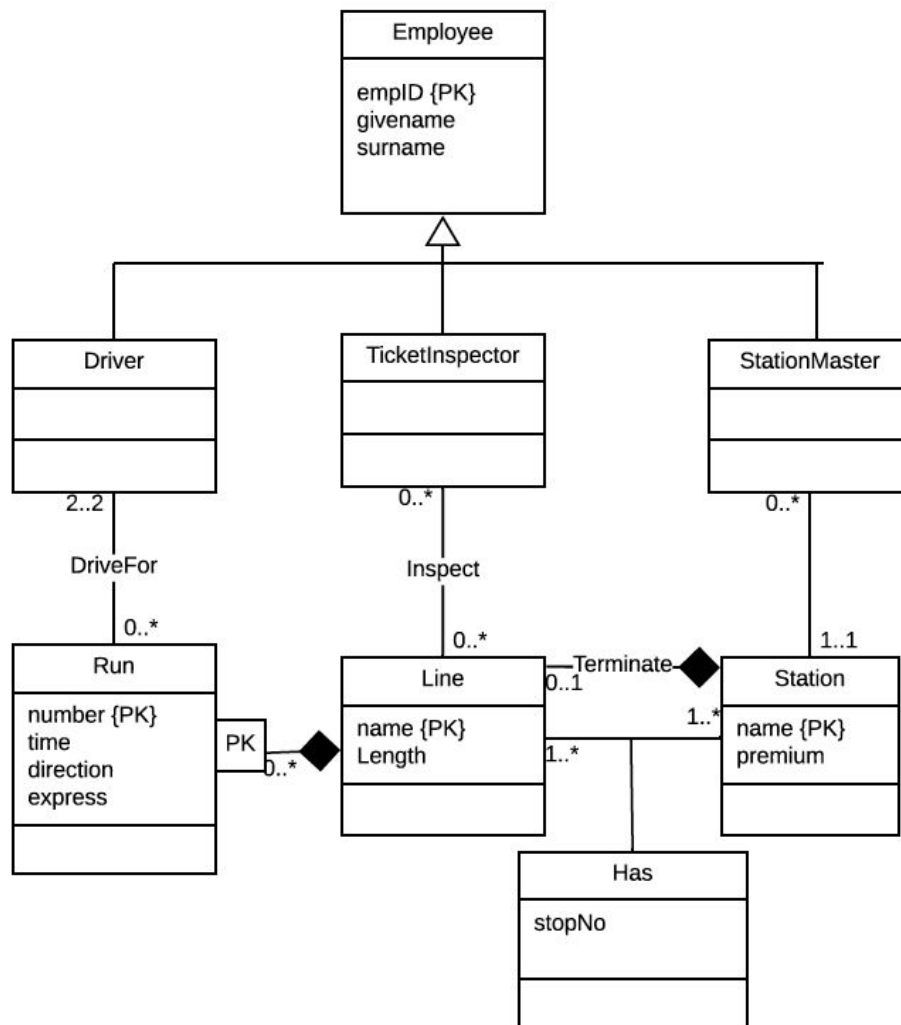 Employee
empID {PK}
givename
surname
Driver
TicketInspector
StationMaster
2..2
0..*
0..*
DriveFor
Inspect
0..*
0..*
1..1
Run
Line
Terminate
Station
0..1
number {PK}
time
direction
express
PK
0..*
name {PK}
Length
1..*
1..*
name {PK}
premium
Has
stopNo